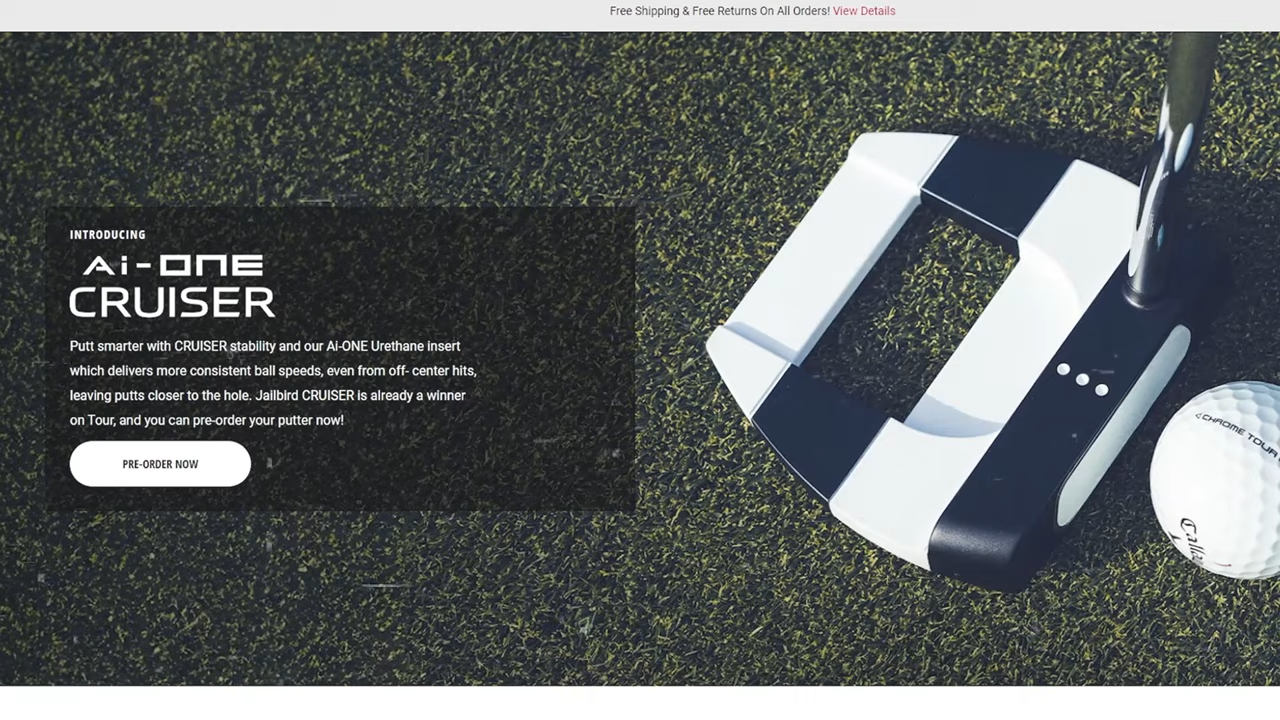 Free Shipping & Free Returns On All Orders! View Details
INTRODUCING
Ai-ONE
CRUISER
Putt smarter with CRUISER stability and our Ai-ONE Urethane insert
which delivers more consistent ball speeds, even from off- center hits,
leaving putts closer to the hole. Jailbird CRUISER is already a winner
on Tour, and you can pre-order your putter now!
PRE-ORDER NOW
CHROME TOUR